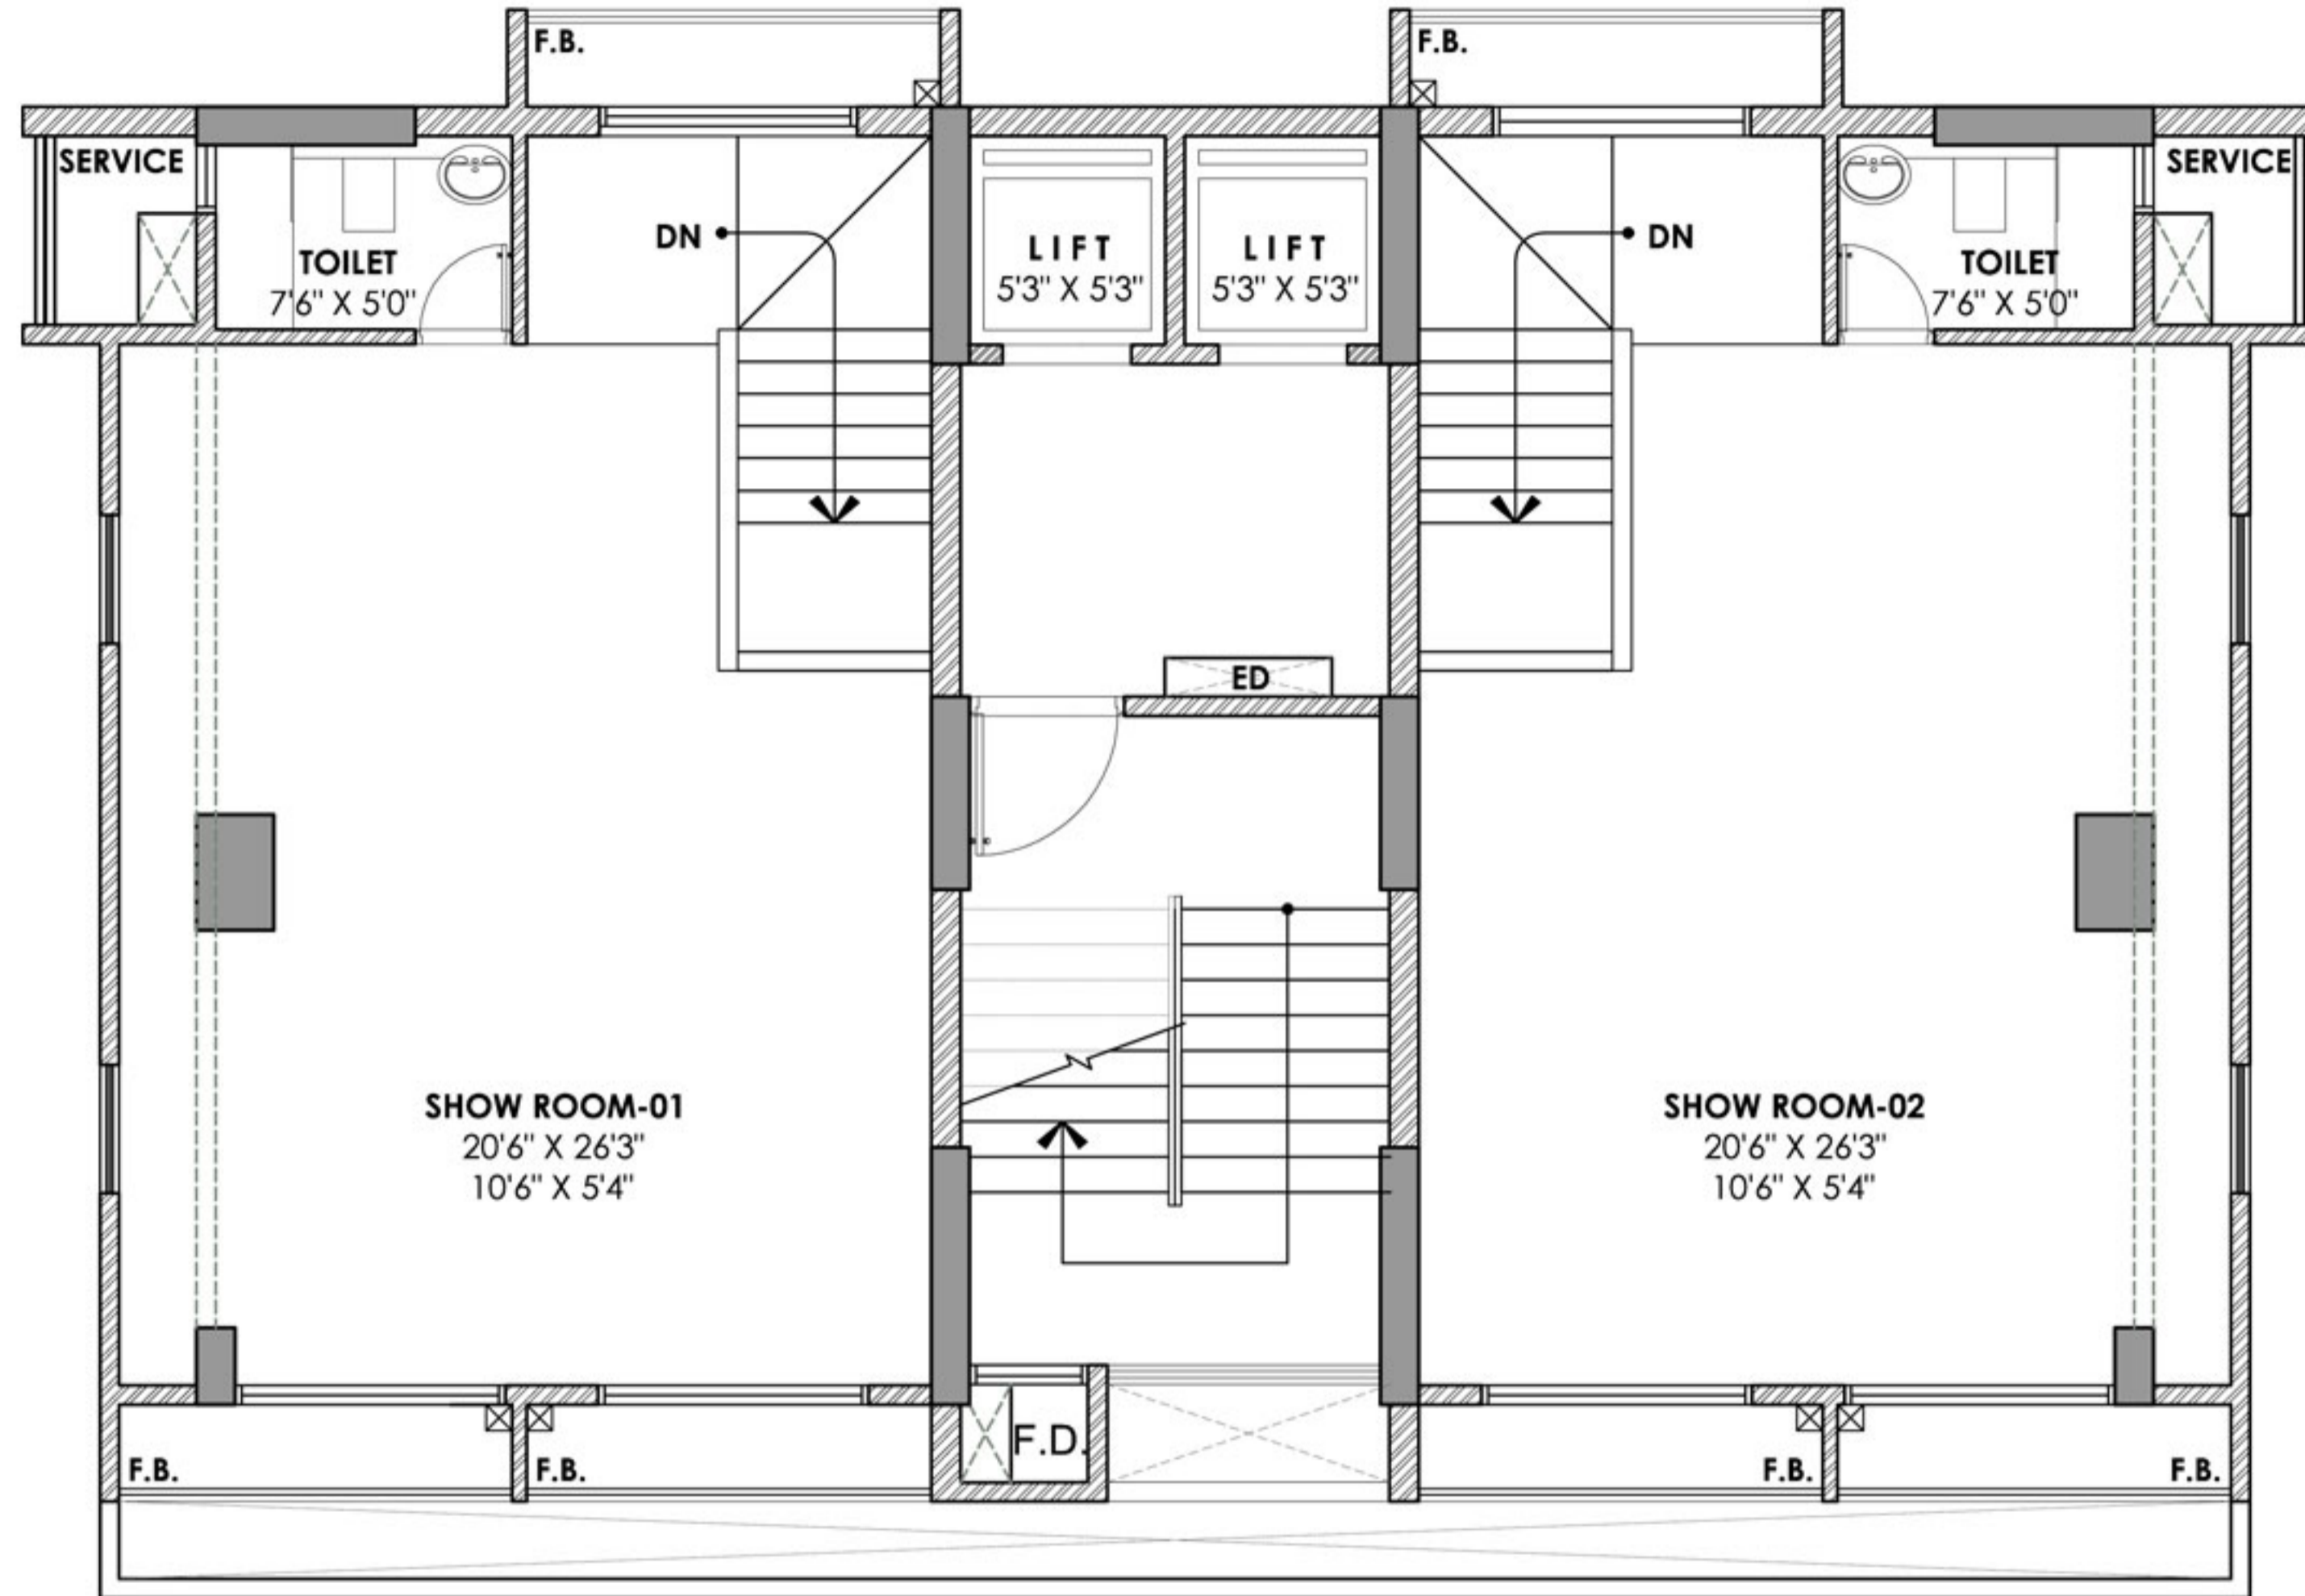 F.B.
F.B.
SERVICE
SERVICE
DN
DN
LIFT
5'3" X 5'3"
LIFT
5'3" X 5'3"
TOILET
7'6" X 5'0"
TOILET
7'6" X 5'0"
ED
SHOW ROOM-01
20'6" X 26'3"
10'6" X 5'4"
SHOW ROOM-02
20'6" X 26'3"
10'6" X 5'4"
F.D.
F.B.
F.B.
F.B.
F.B.